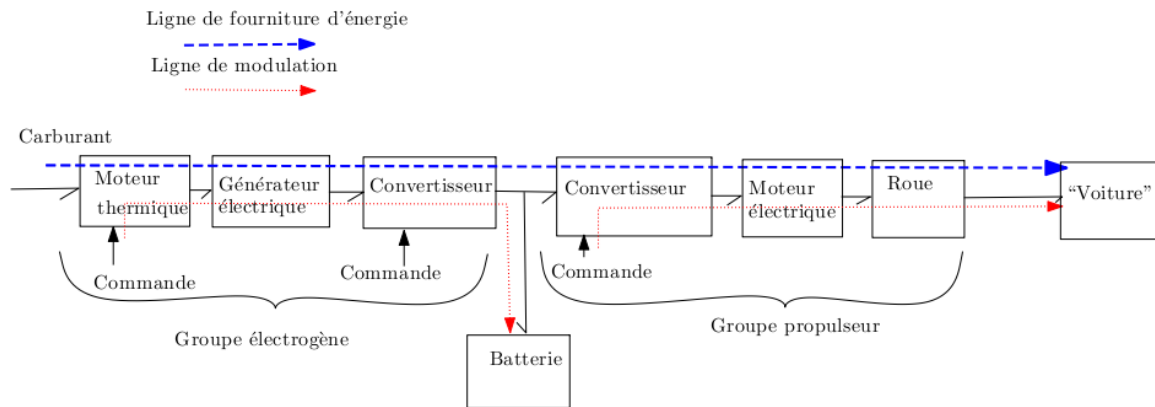 Ligne de fourniture d'énergie
Ligne de modulation
Carburant
Moteur
thermique
Générateur
électrique
Convertisseur
Convertisseur
Moteur
électrique
Roue
“Voiture”
Commande
Commande
Commande
Groupe électrogène
Groupe propulseur
Batterie